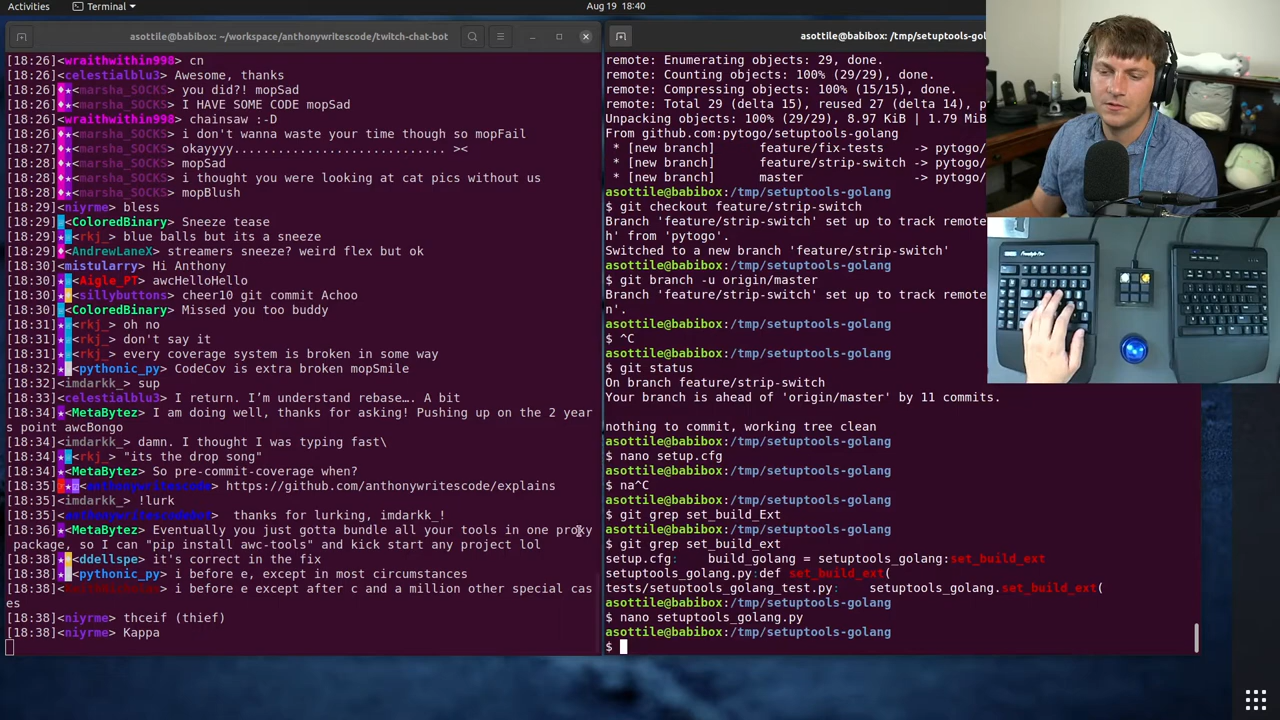 Activities
Terminal
Aug 19 18:40
asottile@babibox: ~/workspace/anthonywritescode/twitch-chat-bot
[18:26]<wraithwithin998> cn
[18:26]<celestialblu3> Awesome, thanks
[18:26]<marsha_SOCKS> you did?! mopSad
[18:26]<marsha_SOCKS> I HAVE SOME CODE mopSad
[18:26]<wraithwithin998> chainsaw :-D
[18:26]<marsha_SOCKS> i don't wanna waste your time though so mopFail
[18:27]<marsha_SOCKS> okayyyy............................ ><
[18:28]<marsha_SOCKS> mopSad
[18:28]<marsha_SOCKS> i thought you were looking at cat pics without us
[18:28]<marsha_SOCKS> mopBlush
[18:29]<niyrme> bless
[18:29]<ColoredBinary> Sneeze tease
[18:29]<rkj_> blue balls but its a sneeze
[18:29]<AndrewLaneX> streamers sneeze? weird flex but ok
[18:30]<mistularry> Hi Anthony
[18:30]<Aigle_PT> awcHelloHello
[18:30]<sillybuttons> cheer10 git commit Achoo
[18:30]<ColoredBinary> Missed you too buddy
[18:31]<rkj_> oh no
[18:31]<rkj_> don't say it
[18:31]<rkj_> every coverage system is broken in some way
[18:32]<pythonic_py> CodeCov is extra broken mopSmile
[18:32]<imdarkk_> sup
[18:33]<celestialblu3> I return. I'm understand rebase…. A bit
[18:34]<MetaBytez> I am doing well, thanks for asking! Pushing up on the 2 year
s point awcBongo
[18:34]<imdarkk_> damn. I thought I was typing fast\
[18:34]<rkj_> "its the drop song"
[18:34]<MetaBytez> So pre-commit-coverage when?
[18:35]<anthonywritescode> https://github.com/anthonywritescode/explains
[18:35]<imdarkk_> !lurk
[18:35]<anthonywritescodebot> thanks for lurking, imdarkk_!
[18:36]<MetaBytez> Eventually you just gotta bundle all your tools in one proxy
package, so I can "pip install awc-tools" and kick start any project lol
[18:38]<ddellspe> it's correct in the fix
[18:38]<pythonic_py> i before e, except in most circumstances
[18:38] i before e except after c and a million other special cas
es
[18:38]<niyrme> thceif (thief)
[18:38]<niyrme> Kappa
asottile@babibox: /tmp/setuptools-golang
remote: Enumerating objects: 29, done.
remote: Counting objects: 100% (29/29), done.
remote: Compressing objects: 100% (15/15), done.
remote: Total 29 (delta 15), reused 27 (delta 14)
Unpacking objects: 100% (29/29), 8.97 KiB | 1.79 MiB
From github.com:pytogo/setuptools-golang
* [new branch] feature/fix-tests -> pytogo/
* [new branch] feature/strip-switch -> pytogo/
* [new branch] master -> pytogo/
asottile@babibox:/tmp/setuptools-golang
$ git checkout feature/strip-switch
Branch 'feature/strip-switch' set up to track remote
h' from 'pytogo'.
Switched to a new branch 'feature/strip-switch'
asottile@babibox:/tmp/setuptools-golang
$ git branch -u origin/master
Branch 'feature/strip-switch' set up to track remote
n'.
asottile@babibox:/tmp/setuptools-golang
$ ^C
asottile@babibox:/tmp/setuptools-golang
$ git status
On branch feature/strip-switch
Your branch is ahead of 'origin/master' by 11 commits.
nothing to commit, working tree clean
asottile@babibox:/tmp/setuptools-golang
$ nano setup.cfg
asottile@babibox:/tmp/setuptools-golang
$ na^C
asottile@babibox:/tmp/setuptools-golang
$ git grep set_build_Ext
asottile@babibox:/tmp/setuptools-golang
$ git grep set_build_ext
setup.cfg: build_golang = setuptools_golang:set_build_ext
setuptools_golang.py:def set_build_ext(
tests/setuptools_golang_test.py: setuptools_golang.set_build_ext(
asottile@babibox:/tmp/setuptools-golang
$ nano setuptools_golang.py
asottile@babibox:/tmp/setuptools-golang
$